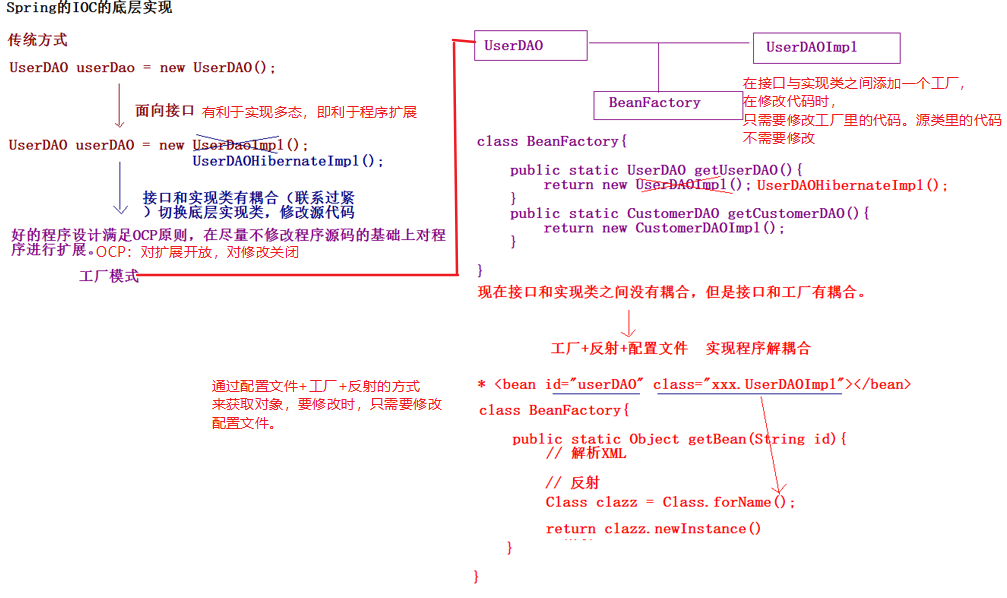 Spring的IOC的底层实现
传统方式
UserDAO userDao = new UserDAO();
面向接口 有利于实现多态，即利于程序扩展
UserDAO userDAO = new UserDaoImpl();
UserDAOHibernateImpl();
接口和实现类有耦合（联系过紧
）切换底层实现类，修改源代码
好的程序设计满足OCP原则，在尽量不修改程序源码的基础上对程
序进行扩展。OCP：对扩展开放，对修改关闭
工厂模式
通过配置文件+工厂+反射的方式
来获取对象，要修改时，只需要修改
配置文件。
UserDAO
UserDAOImpl
BeanFactory
在接口与实现类之间添加一个工厂，
在修改代码时，
只需要修改工厂里的代码。源类里的代码
不需要修改
class BeanFactory{
public static UserDAO getUserDAO(){
return new UserDAOImpl(); UserDAOHibernateImpl();
}
public static CustomerDAO getCustomerDAO(){
return new CustomerDAOImpl();
}
}
现在接口和实现类之间没有耦合，但是接口和工厂有耦合。
工厂+反射+配置文件 实现程序解耦合
* <bean id="userDAO" class="xxx.UserDAOImpl"></bean>
class BeanFactory{
public static Object getBean(String id){
// 解析XML
// 反射
Class clazz = Class.forName();
return clazz.newInstance()
}
}